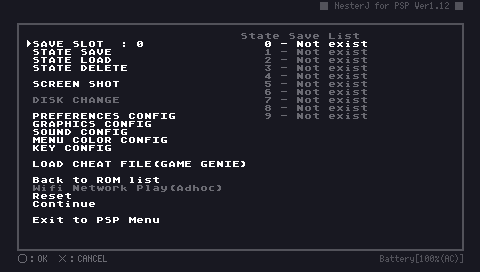 NesterJ for PSP Ver1.12
State Save List
SAVE SLOT : 0
0 - Not exist
STATE SAVE
1 - Not exist
STATE LOAD
2 - Not exist
STATE DELETE
3 - Not exist
4 - Not exist
SCREEN SHOT
5 - Not exist
6 - Not exist
DISK CHANGE
7 - Not exist
8 - Not exist
PREFERENCES CONFIG
9 - Not exist
GRAPHICS CONFIG
SOUND CONFIG
MENU COLOR CONFIG
KEY CONFIG
LOAD CHEAT FILE(GAME GENIE)
Back to ROM list
Wifi Network Play(Adhoc)
Reset
Continue
Exit to PSP Menu
○:OK ×:CANCEL
Battery[100%(AC)]